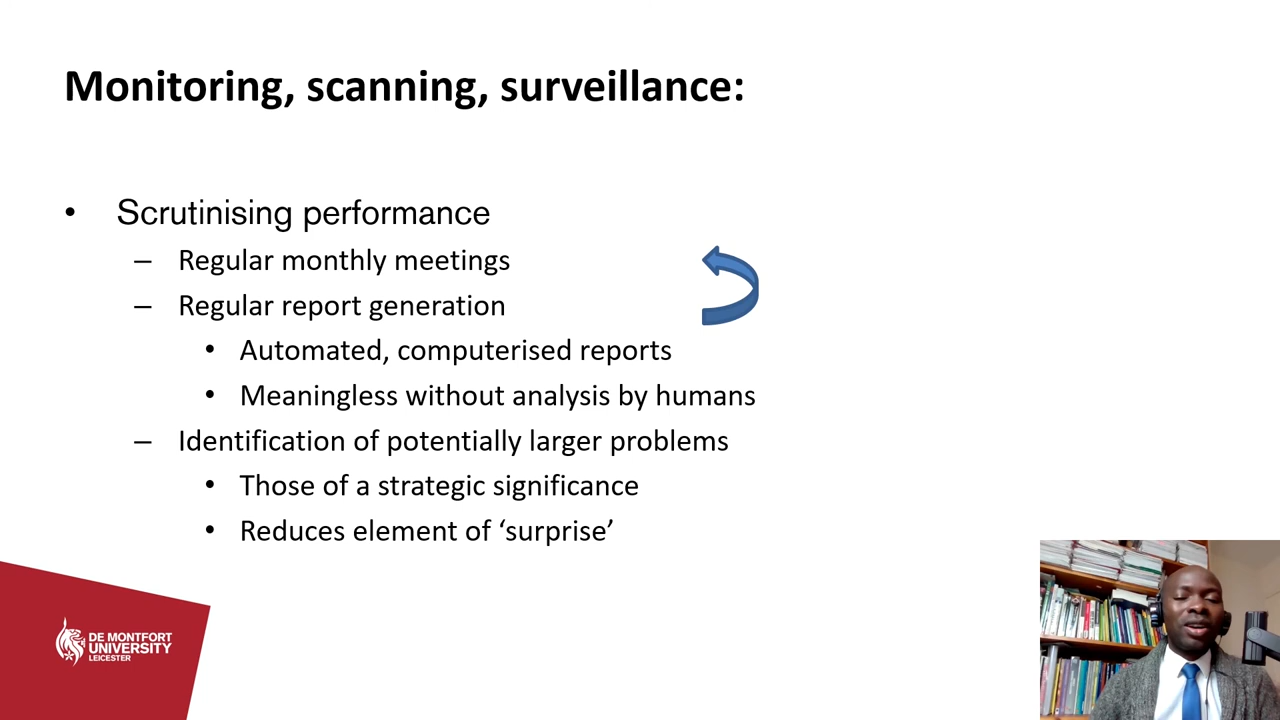 Monitoring, scanning, surveillance:
• Scrutinising performance
– Regular monthly meetings
– Regular report generation
• Automated, computerised reports
• Meaningless without analysis by humans
– Identification of potentially larger problems
• Those of a strategic significance
• Reduces element of ‘surprise’
DE MONTFORT
UNIVERSITY
LEICESTER